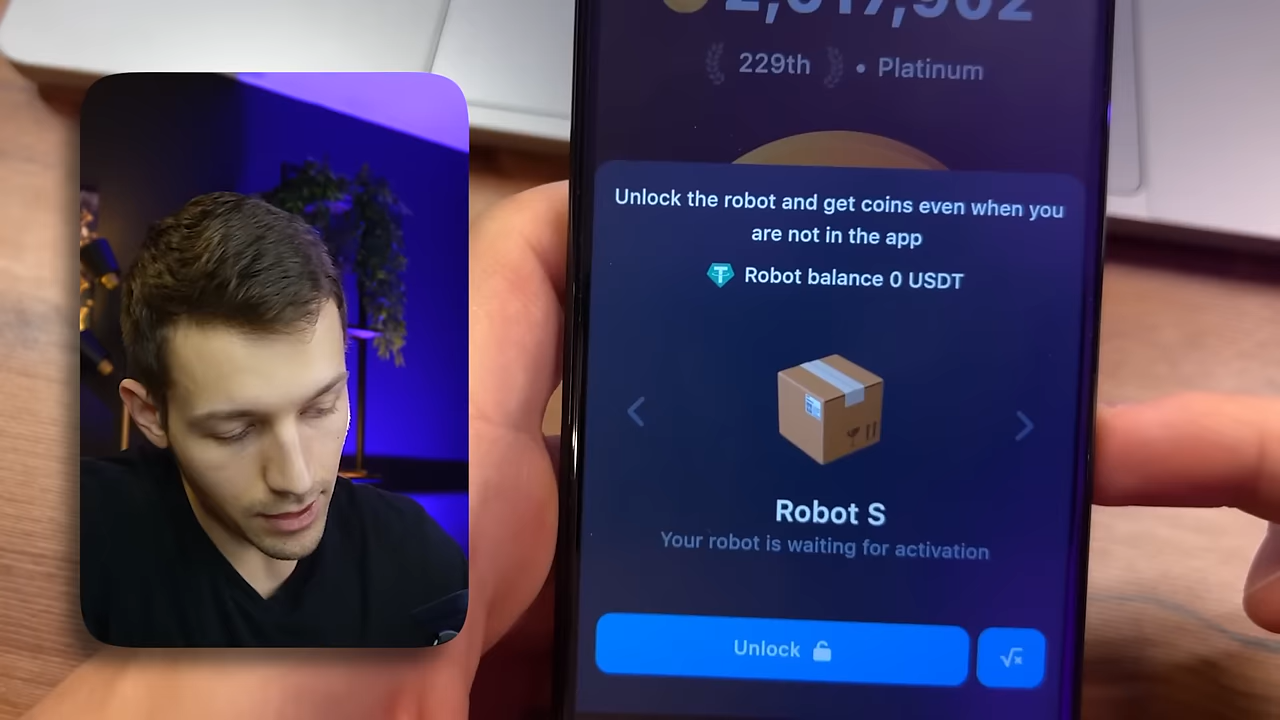 229th • Platinum
Unlock the robot and get coins even when you
are not in the app
Robot balance 0 USDT
Robot S
Your robot is waiting for activation
Unlock
√x